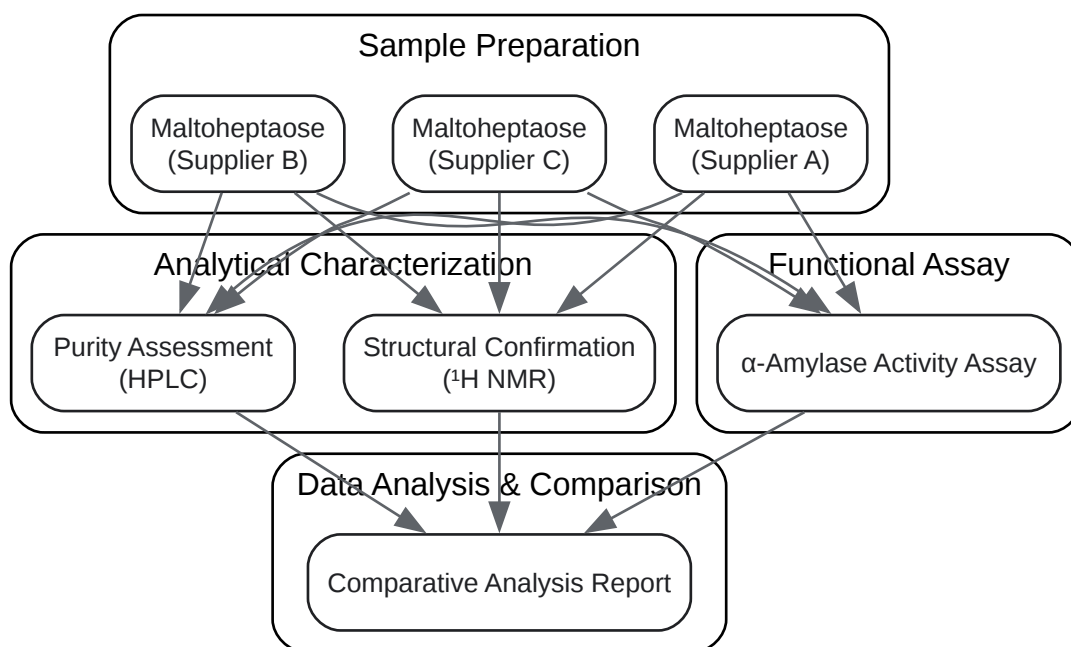 Sample Preparation
Maltoheptaose
(Supplier B)
Maltoheptaose
(Supplier C)
Maltoheptaose
(Supplier A)
Analytical Characterization
Functional Assay
Purity Assessment
(HPLC)
Structural Confirmation
(¹H NMR)
α-Amylase Activity Assay
Data Analysis & Comparison
Comparative Analysis Report